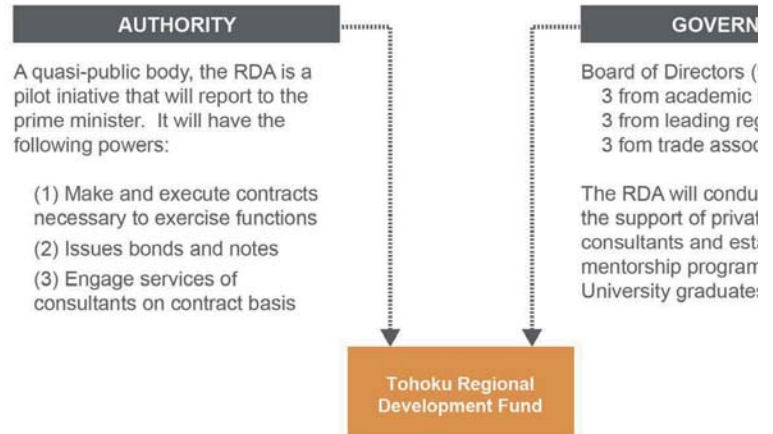 AUTHORITY
A quasi-public body, the RDA is a
pilot iniative that will report to the
prime minister. It will have the
following powers:
(1) Make and execute contracts
necessary to exercise functions
(2) Issues bonds and notes
(3) Engage services of
consultants on contract basis
GOVERN
Board of Directors (
3 from academic
3 from leading reg
3 fom trade assoc
The RDA will condu
the support of privat
consultants and esta
mentorship program
University graduates
Tohoku Regional
Development Fund